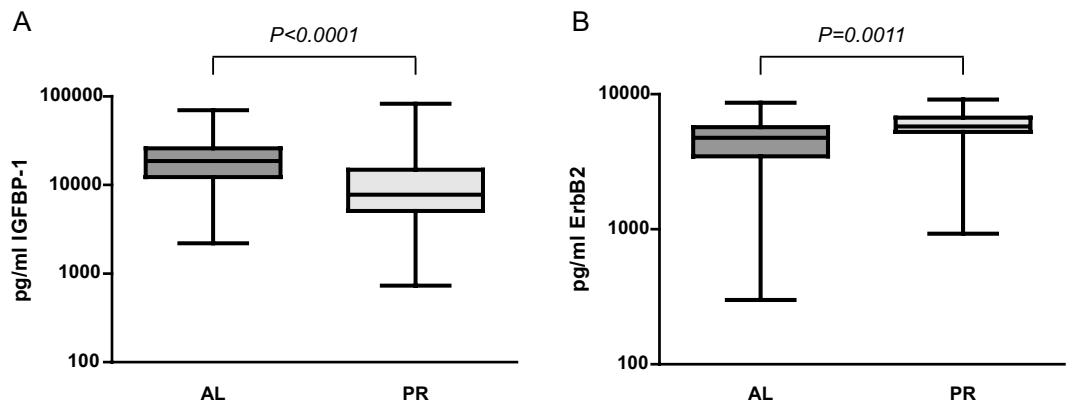 A
P<0.0001
pg/ml IGFBP-1
100000
10000
1000
100
AL PR
B
P=0.0011
pg/ml ErbB2
10000
1000
100
AL PR